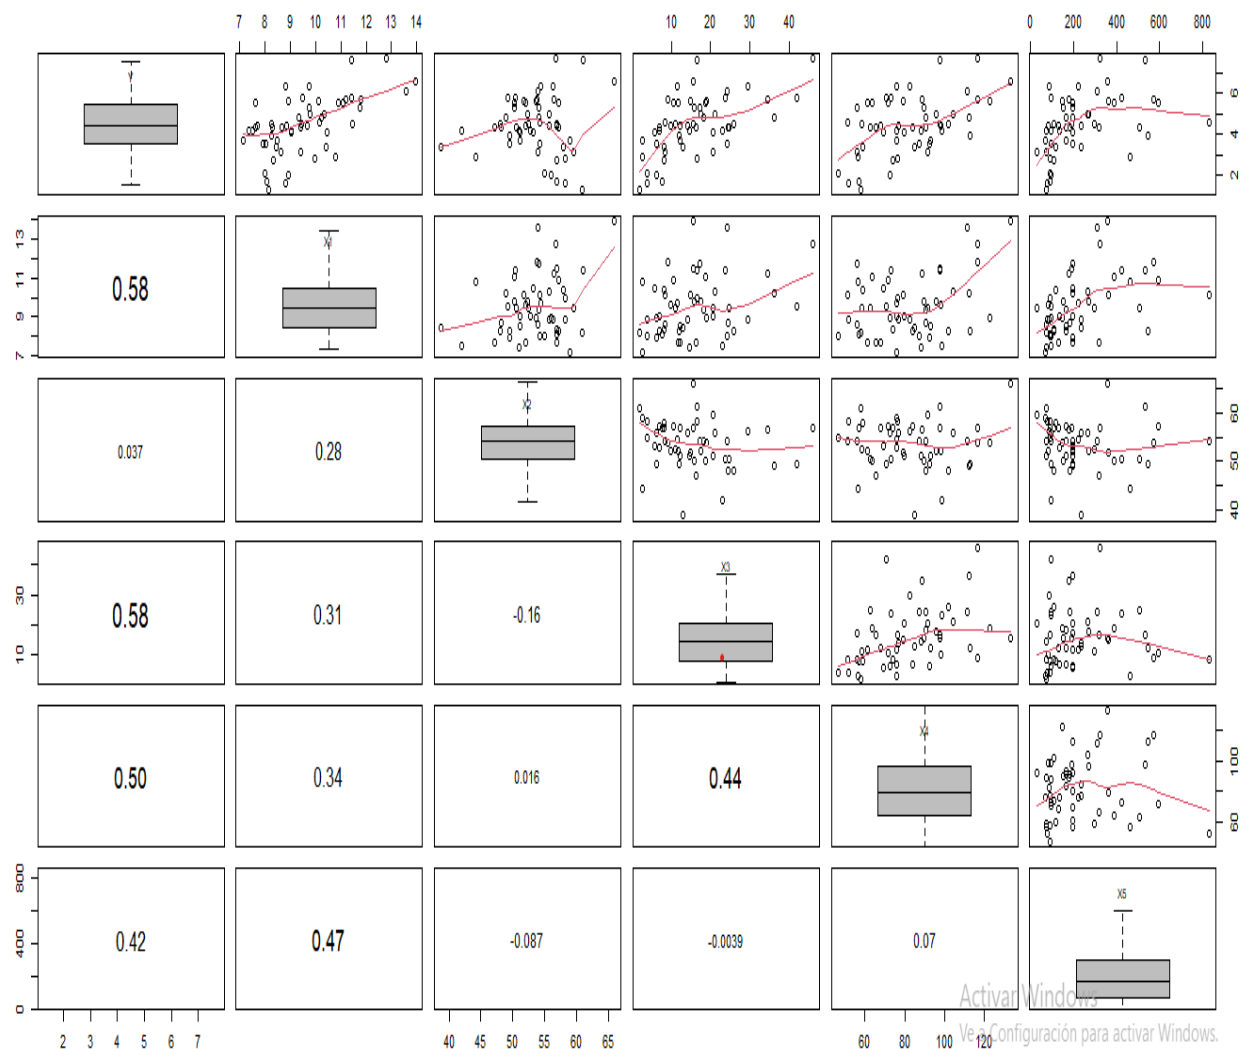 7 8 9 10 11 12 13 14 10 20 30 40 0 200 400 600 800
Y
2 4 6
7 9 11 13
0.58
X1
0.037
0.28
X2
40 50 60
10 30
0.58
0.31
-0.16
X3
0.50
0.34
0.016
0.44
X4
60 100
0 400 800
0.42
0.47
-0.087
-0.0039
0.07
X5
2 3 4 5 6 7 40 45 50 55 60 65 60 80 100 120
Activar Windows
Ve a Configuración para activar Windows.